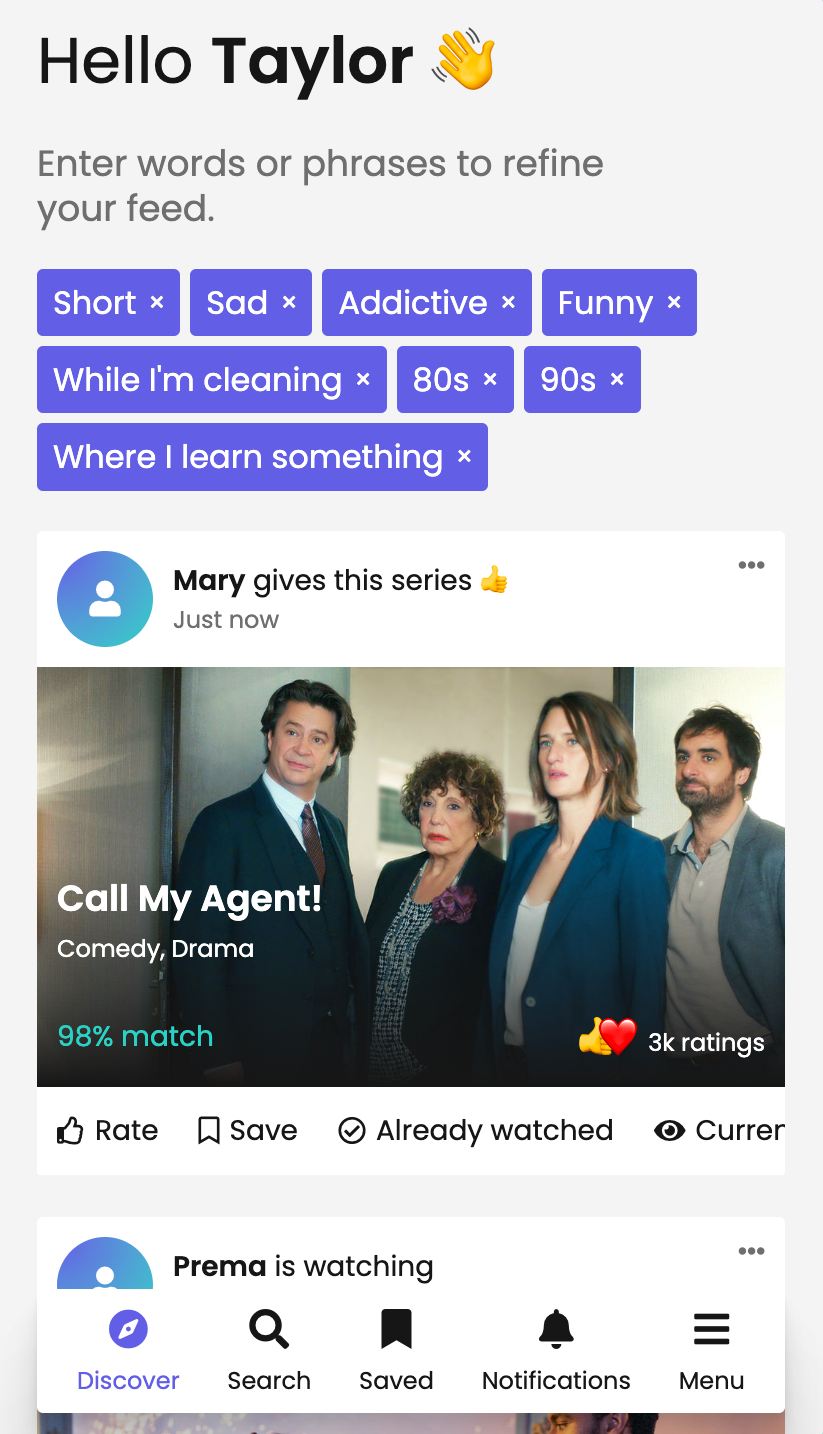 Hello Taylor 👋
Enter words or phrases to refine
your feed.
Short × Sad × Addictive × Funny ×
While I'm cleaning × 80s × 90s ×
Where I learn something ×
Mary gives this series 👍
Just now
Call My Agent!
Comedy, Drama
98% match
3k ratings
Rate Save Already watched Curren
Prema is watching
Discover Search Saved Notifications Menu